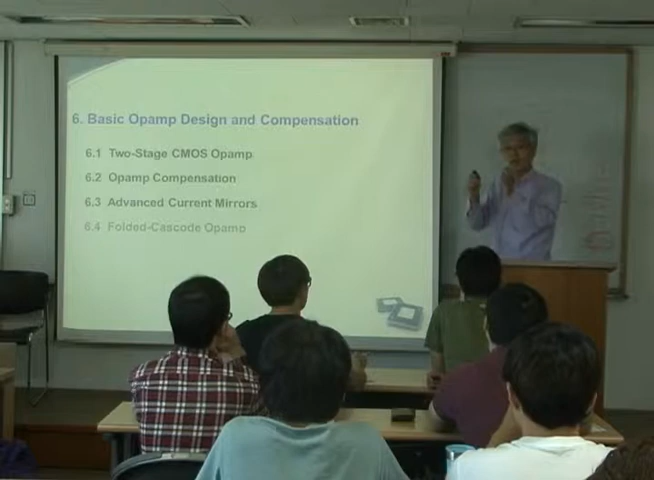 6. Basic Opamp Design and Compensation
6.1 Two-Stage CMOS Opamp
6.2 Opamp Compensation
6.3 Advanced Current Mirrors
6.4 Folded-Cascode Opamp